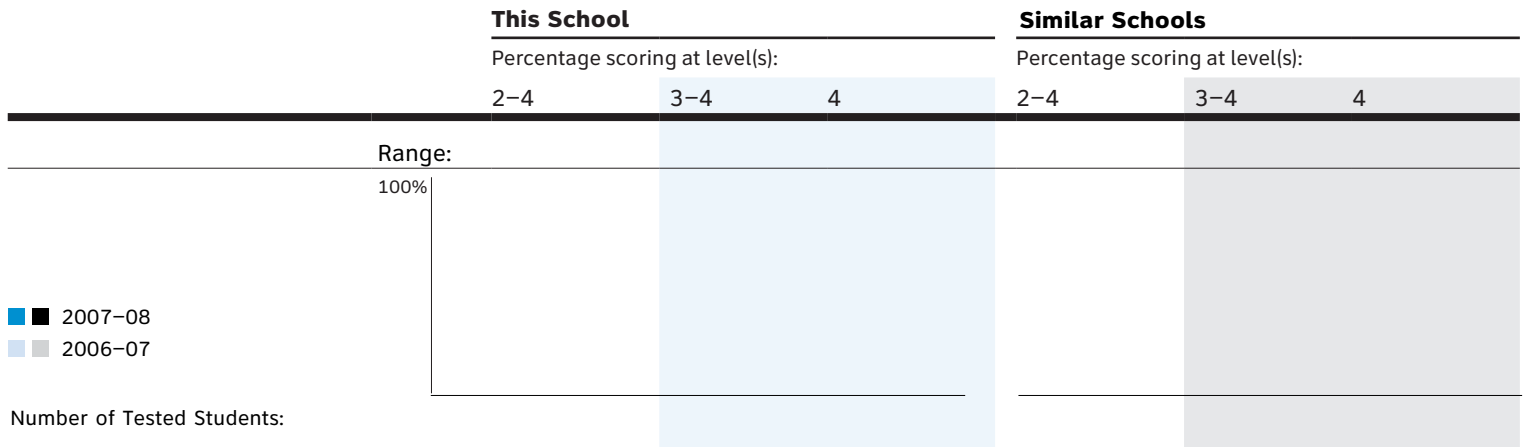 This School Similar Schools
Percentage scoring at level(s): Percentage scoring at level(s):
2–4 3–4 4 2–4 3–4 4
Range:
100%
2007–08
2006–07
Number of Tested Students: